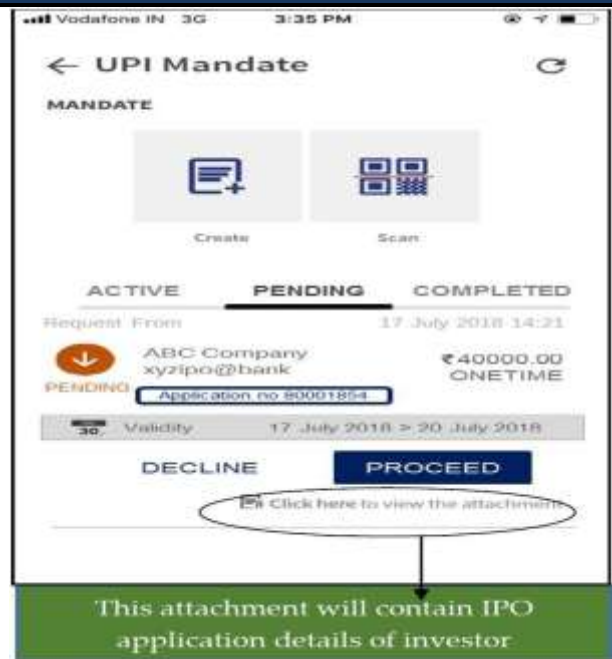 Vodafone IN 3G 3:35 PM
← UPI Mandate
MANDATE
Create Scan
ACTIVE PENDING COMPLETED
Request From 17 July 2018 14:21
ABC Company ₹40000.00
xyzipo@bank ONETIME
PENDING Application no 80001854
30 Validity 17 July 2018 > 20 July 2018
DECLINE PROCEED
Click here to view the attachment
This attachment will contain IPO
application details of investor